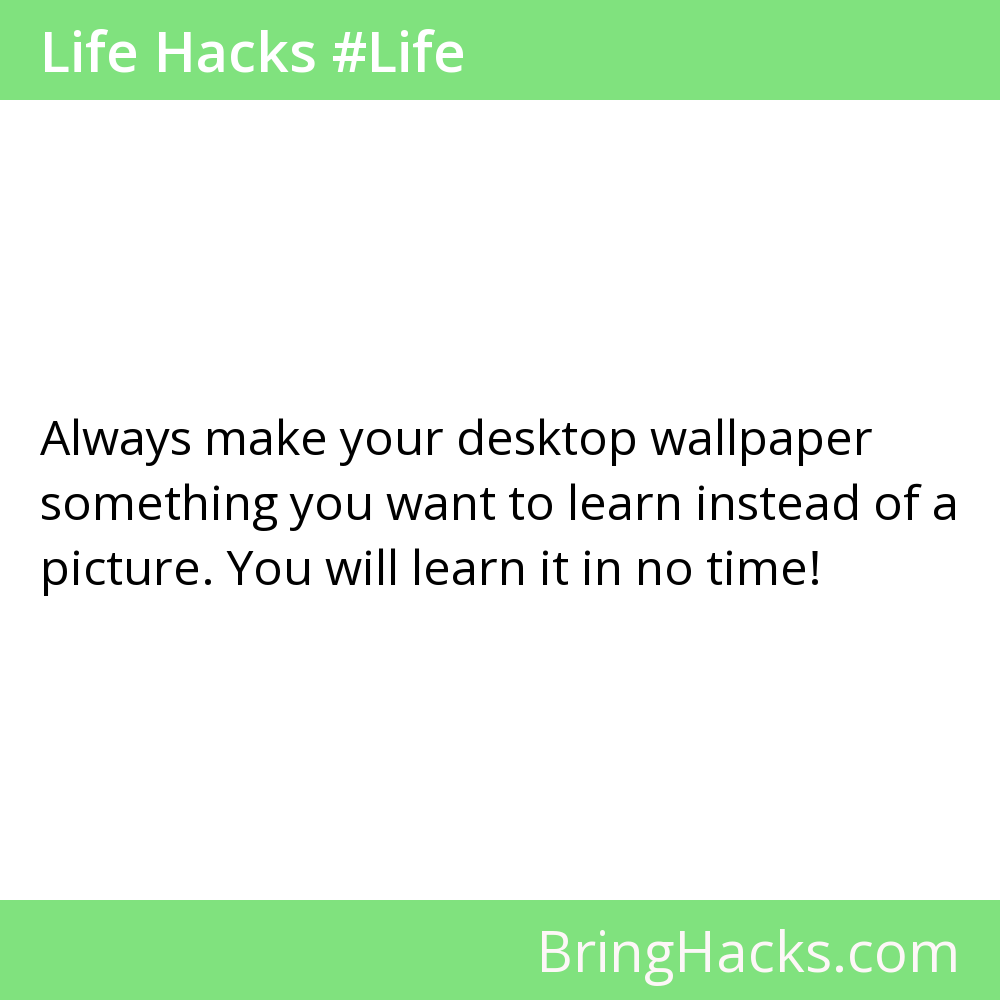 Life Hacks #Life
Always make your desktop wallpaper
something you want to learn instead of a
picture. You will learn it in no time!
BringHacks.com